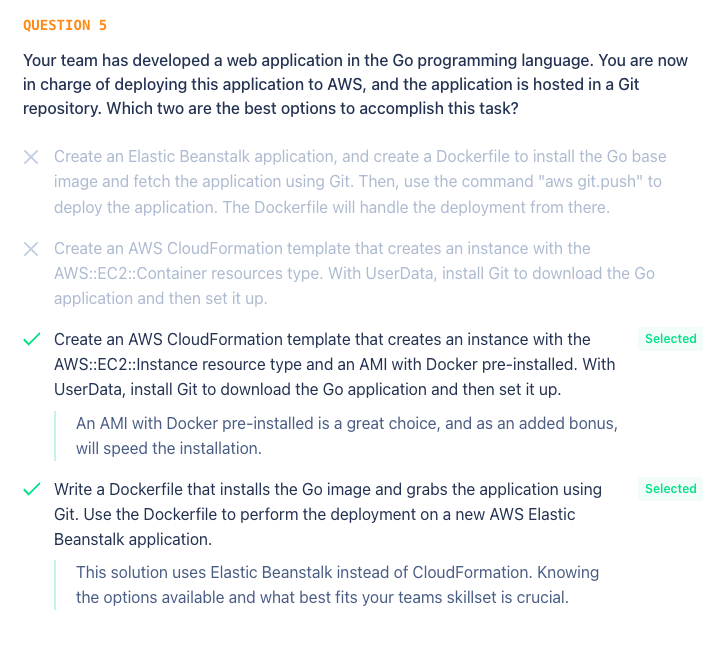 QUESTION 5
Your team has developed a web application in the Go programming language. You are now
in charge of deploying this application to AWS, and the application is hosted in a Git
repository. Which two are the best options to accomplish this task?
Create an Elastic Beanstalk application, and create a Dockerfile to install the Go base
image and fetch the application using Git. Then, use the command "aws git.push" to
deploy the application. The Dockerfile will handle the deployment from there.
Create an AWS CloudFormation template that creates an instance with the
AWS::EC2::Container resources type. With UserData, install Git to download the Go
application and then set it up.
Create an AWS CloudFormation template that creates an instance with the
Selected
AWS::EC2::Instance resource type and an AMI with Docker pre-installed. With
UserData, install Git to download the Go application and then set it up.
An AMI with Docker pre-installed is a great choice, and as an added bonus,
will speed the installation.
Write a Dockerfile that installs the Go image and grabs the application using
Selected
Git. Use the Dockerfile to perform the deployment on a new AWS Elastic
Beanstalk application.
This solution uses Elastic Beanstalk instead of CloudFormation. Knowing
the options available and what best fits your teams skillset is crucial.